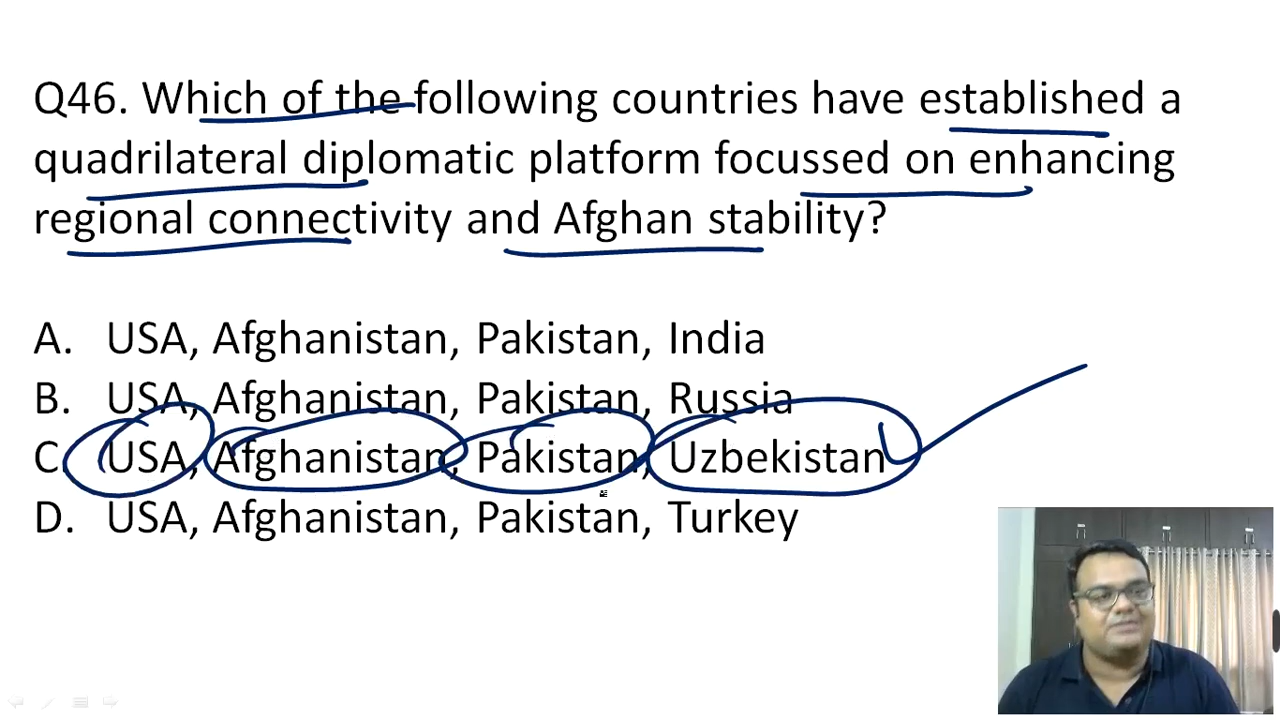 Q46. Which of the following countries have established a
quadrilateral diplomatic platform focussed on enhancing
regional connectivity and Afghan stability?
A. USA, Afghanistan, Pakistan, India
B. USA, Afghanistan, Pakistan, Russia
C. USA, Afghanistan, Pakistan, Uzbekistan
D. USA, Afghanistan, Pakistan, Turkey